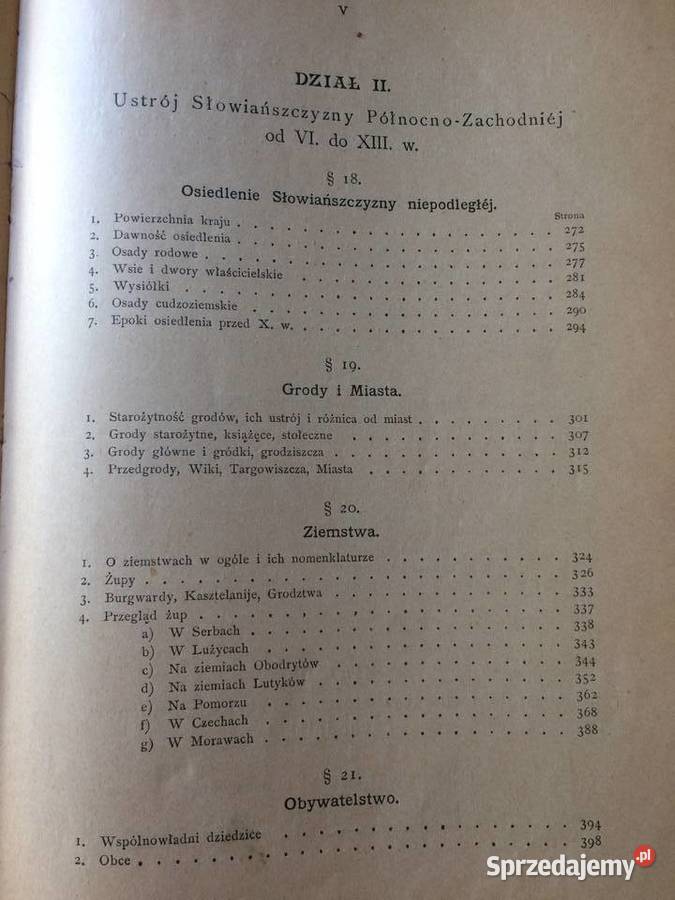 V
DZIAŁ II.
Ustrój Słowiańszczyzny Północno-Zachodniéj
od VI. do XIII. w.
§ 18.
Osiedlenie Słowiańszczyzny niepodległéj.
Strona
1. Powierzchnia kraju . . . . . . . . . . . . . . . . . 272
2. Dawność osiedlenia . . . . . . . . . . . . . . . . . 275
3. Osady rodowe . . . . . . . . . . . . . . . . . . . 277
4. Wsie i dwory właścicielskie . . . . . . . . . . . . . . 281
5. Wysiółki . . . . . . . . . . . . . . . . . . . . 284
6. Osady cudzoziemskie . . . . . . . . . . . . . . . . 290
7. Epoki osiedlenia przed X. w. . . . . . . . . . . . . . 294
§ 19.
Grody i Miasta.
1. Starożytność grodów, ich ustrój i różnica od miast . . . . . . . . 301
2. Grody starożytne, książęce, stołeczne . . . . . . . . . . . 307
3. Grody główne i gródki, grodziszcza . . . . . . . . . . . . 312
4. Przedgrody, Wiki, Targowiszcza, Miasta . . . . . . . . . . 315
§ 20.
Ziemstwa.
1. O ziemstwach w ogóle i ich nomenklaturze . . . . . . . . . 324
2. Żupy . . . . . . . . . . . . . . . . . . . . . 326
3. Burgwardy, Kasztelanije, Grodztwa . . . . . . . . . . . . 333
4. Przegląd żup . . . . . . . . . . . . . . . . . . 337
a) W Serbach . . . . . . . . . . . . . . . . 338
b) W Łużycach . . . . . . . . . . . . . . . 343
c) Na ziemiach Obodrytów . . . . . . . . . . . 344
d) Na ziemiach Lutyków . . . . . . . . . . . . 352
e) Na Pomorzu . . . . . . . . . . . . . . . 362
f) W Czechach . . . . . . . . . . . . . . . 368
g) W Morawach . . . . . . . . . . . . . . . 388
§ 21.
Obywatelstwo.
1. Wspólnowładni dziedzice . . . . . . . . . . . . . . 394
2. Obce . . . . . . . . . . . . . . . . . . . . . 398
Sprzedajemy.pl